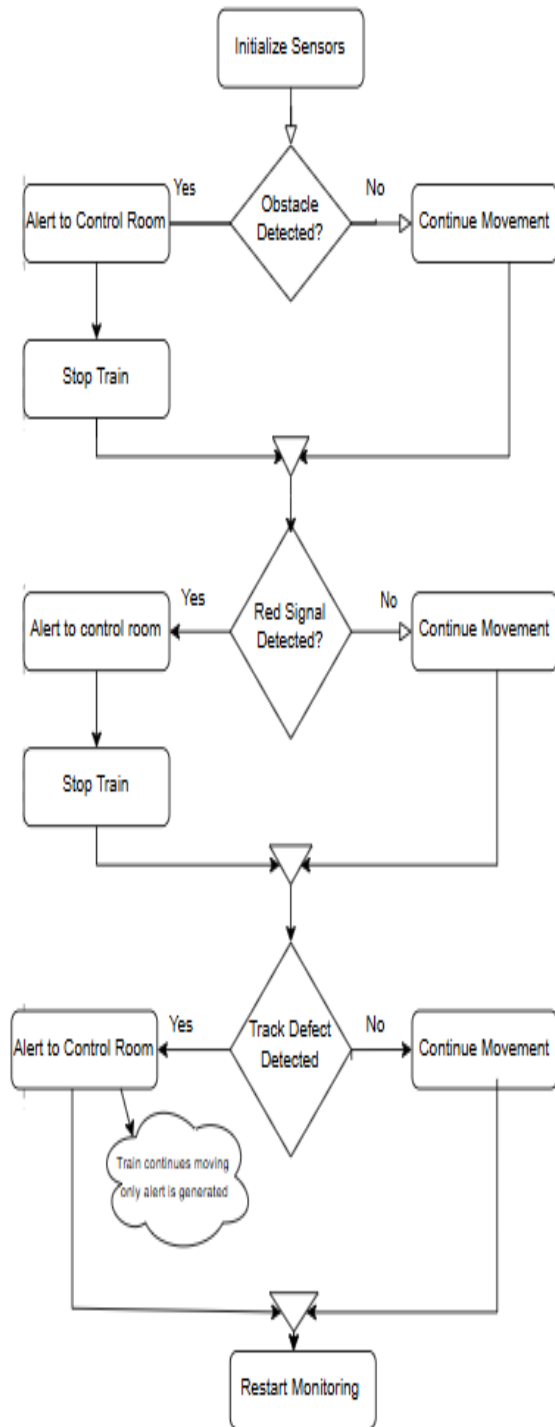 Initialize Sensors
Yes
No
Alert to Control Room
Obstacle
Detected?
Continue Movement
Stop Train
Yes
No
Alert to control room
Red Signal
Detected?
Continue Movement
Stop Train
Yes
No
Alert to Control Room
Track Defect
Detected
Continue Movement
Train continues moving
only alert is generated
Restart Monitoring